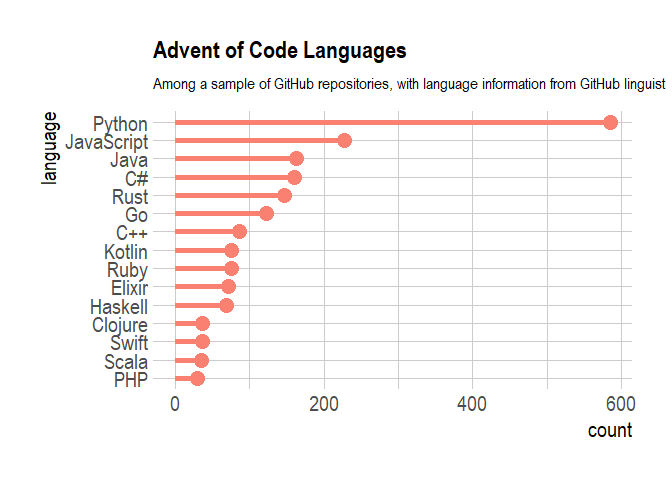 Advent of Code Languages
Among a sample of GitHub repositories, with language information from GitHub linguist
language
Python
JavaScript
Java
C#
Rust
Go
C++
Kotlin
Ruby
Elixir
Haskell
Clojure
Swift
Scala
PHP
0 200 400 600
count